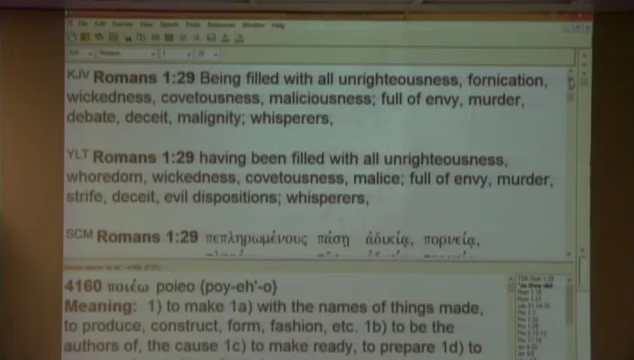 File Edit
Window Help
KJV Romans 1:29 Being filled with all unrighteousness, fornication,
wickedness, covetousness, maliciousness; full of envy, murder,
debate, deceit, malignity; whisperers,
YLT Romans 1:29 having been filled with all unrighteousness,
whoredom, wickedness, covetousness, malice; full of envy, murder,
strife, deceit, evil dispositions; whisperers,
SCM Romans 1:29 πεπληρωμένους πάσῃ ἀδικίᾳ, πορνείᾳ,
4160 ποιέω poieo {poy-eh'-o}
Meaning: 1) to make 1a) with the names of things made,
to produce, construct, form, fashion, etc. 1b) to be the
authors of, the cause 1c) to make ready, to prepare 1d) to